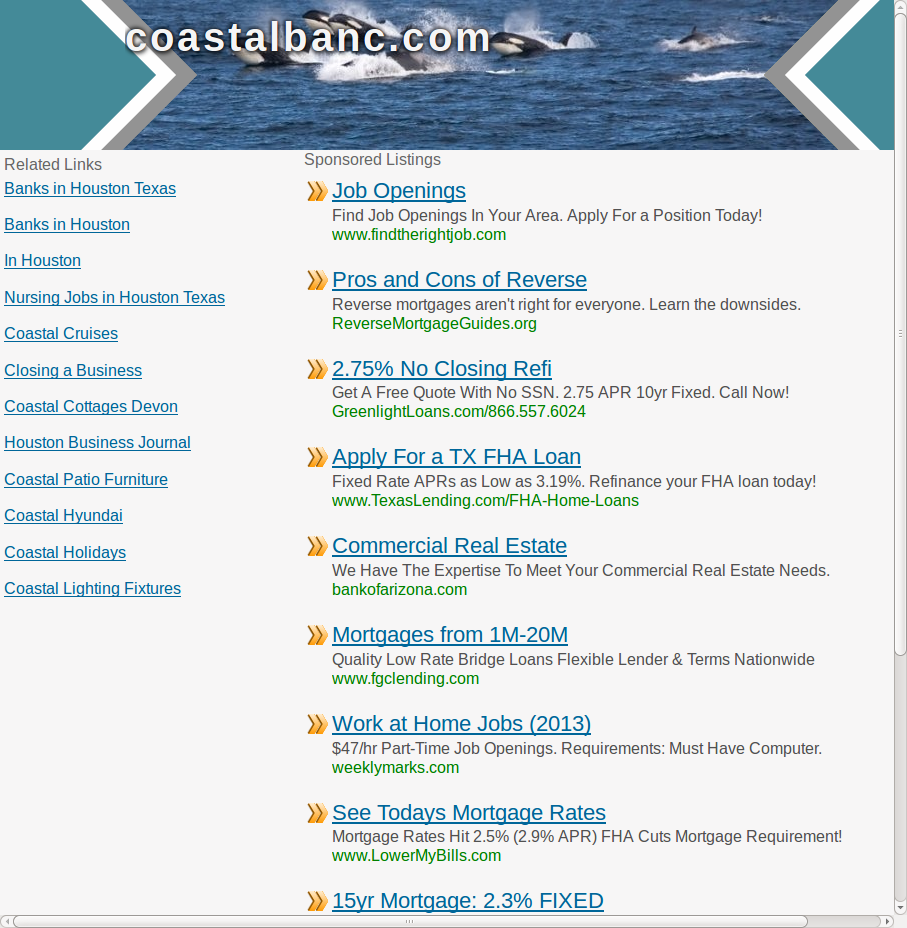 coastalbanc.com
Related Links
Banks in Houston Texas
Banks in Houston
In Houston
Nursing Jobs in Houston Texas
Coastal Cruises
Closing a Business
Coastal Cottages Devon
Houston Business Journal
Coastal Patio Furniture
Coastal Hyundai
Coastal Holidays
Coastal Lighting Fixtures
Sponsored Listings
Job Openings
Find Job Openings In Your Area. Apply For a Position Today!
www.findtherightjob.com
Pros and Cons of Reverse
Reverse mortgages aren't right for everyone. Learn the downsides.
ReverseMortgageGuides.org
2.75% No Closing Refi
Get A Free Quote With No SSN. 2.75 APR 10yr Fixed. Call Now!
GreenlightLoans.com/866.557.6024
Apply For a TX FHA Loan
Fixed Rate APRs as Low as 3.19%. Refinance your FHA loan today!
www.TexasLending.com/FHA-Home-Loans
Commercial Real Estate
We Have The Expertise To Meet Your Commercial Real Estate Needs.
bankofarizona.com
Mortgages from 1M-20M
Quality Low Rate Bridge Loans Flexible Lender & Terms Nationwide
www.fgclending.com
Work at Home Jobs (2013)
$47/hr Part-Time Job Openings. Requirements: Must Have Computer.
weeklymarks.com
See Todays Mortgage Rates
Mortgage Rates Hit 2.5% (2.9% APR) FHA Cuts Mortgage Requirement!
www.LowerMyBills.com
15yr Mortgage: 2.3% FIXED